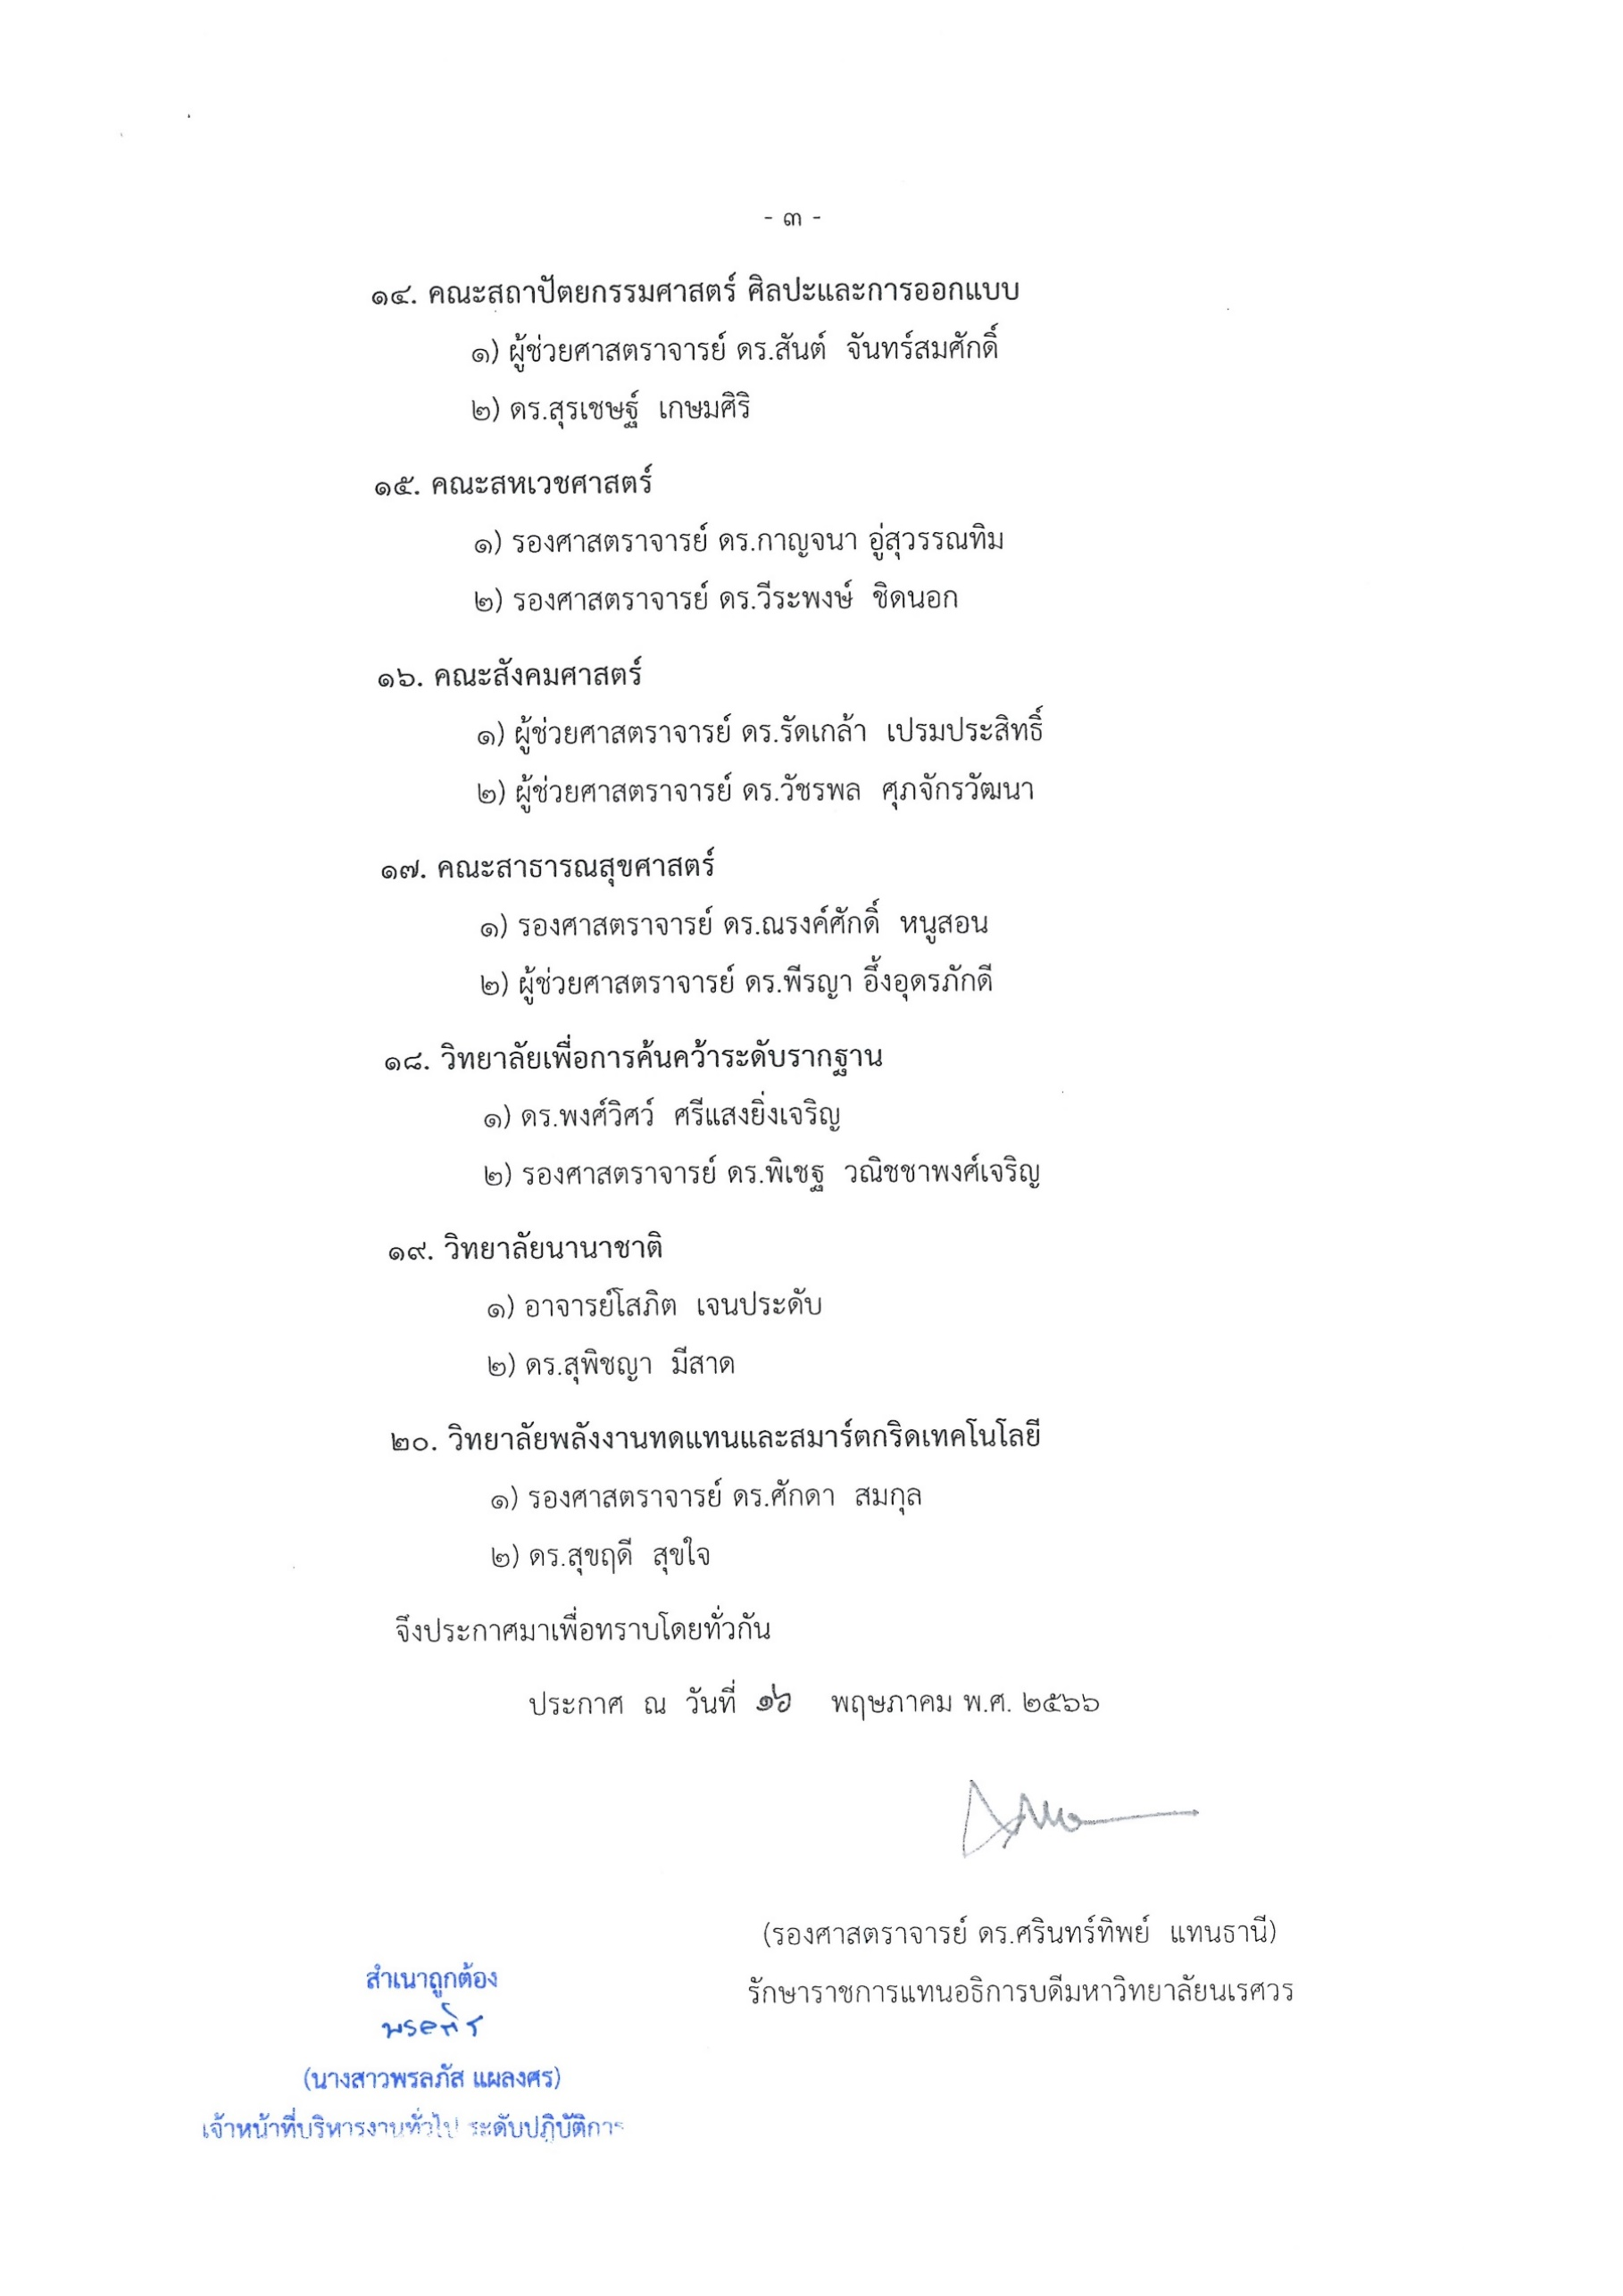 - ๓ -
๑๔. คณะสถาปัตยกรรมศาสตร์ ศิลปะและการออกแบบ
๑) ผู้ช่วยศาสตราจารย์ ดร.สันต์ จันทร์สมศักดิ์
๒) ดร.สุรเชษฐ์ เกษมศิริ
๑๕. คณะสหเวชศาสตร์
๑) รองศาสตราจารย์ ดร.กาญจนา อู่สุวรรณทิม
๒) รองศาสตราจารย์ ดร.วีระพงษ์ ชิดนอก
๑๖. คณะสังคมศาสตร์
๑) ผู้ช่วยศาสตราจารย์ ดร.รัดเกล้า เปรมประสิทธิ์
๒) ผู้ช่วยศาสตราจารย์ ดร.วัชรพล ศุภจักรวัฒนา
๑๗. คณะสาธารณสุขศาสตร์
๑) รองศาสตราจารย์ ดร.ณรงค์ศักดิ์ หนูสอน
๒) ผู้ช่วยศาสตราจารย์ ดร.พีรญา อึ้งอุดรภักดี
๑๘. วิทยาลัยเพื่อการค้นคว้าระดับรากฐาน
๑) ดร.พงศ์วิศว์ ศรีแสงยิ่งเจริญ
๒) รองศาสตราจารย์ ดร.พิเชฐ วณิชชาพงศ์เจริญ
๑๙. วิทยาลัยนานาชาติ
๑) อาจารย์โสภิต เจนประดับ
๒) ดร.สุพิชญา มีสาด
๒๐. วิทยาลัยพลังงานทดแทนและสมาร์ตกริดเทคโนโลยี
๑) รองศาสตราจารย์ ดร.ศักดา สมกุล
๒) ดร.สุขฤดี สุขใจ
จึงประกาศมาเพื่อทราบโดยทั่วกัน
ประกาศ ณ วันที่ ๑๖ พฤษภาคม พ.ศ. ๒๕๖๖
(รองศาสตราจารย์ ดร.ศรินทร์ทิพย์ แทนธานี)
รักษาราชการแทนอธิการบดีมหาวิทยาลัยนเรศวร
สำเนาถูกต้อง
(นางสาวพรลภัส แผลงศร)
เจ้าหน้าที่บริหารงานทั่วไป ระดับปฏิบัติการ